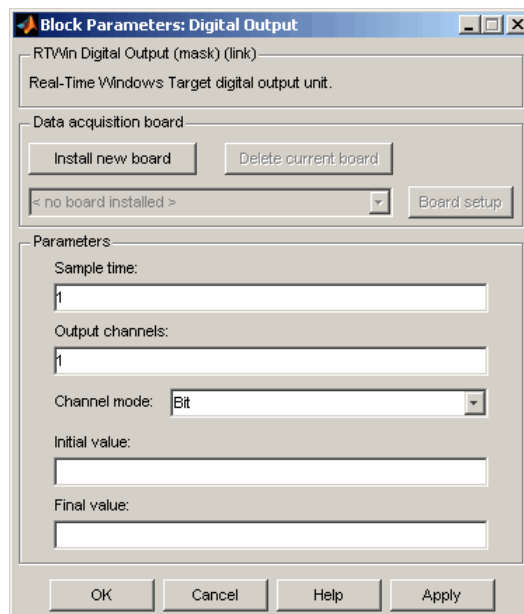 Block Parameters: Digital Output
RTWin Digital Output (mask) (link)
Real-Time Windows Target digital output unit.
Data acquisition board
Install new board
Delete current board
< no board installed >
Board setup
Parameters
Sample time:
1
Output channels:
1
Channel mode: Bit
Initial value:
Final value:
OK Cancel Help Apply